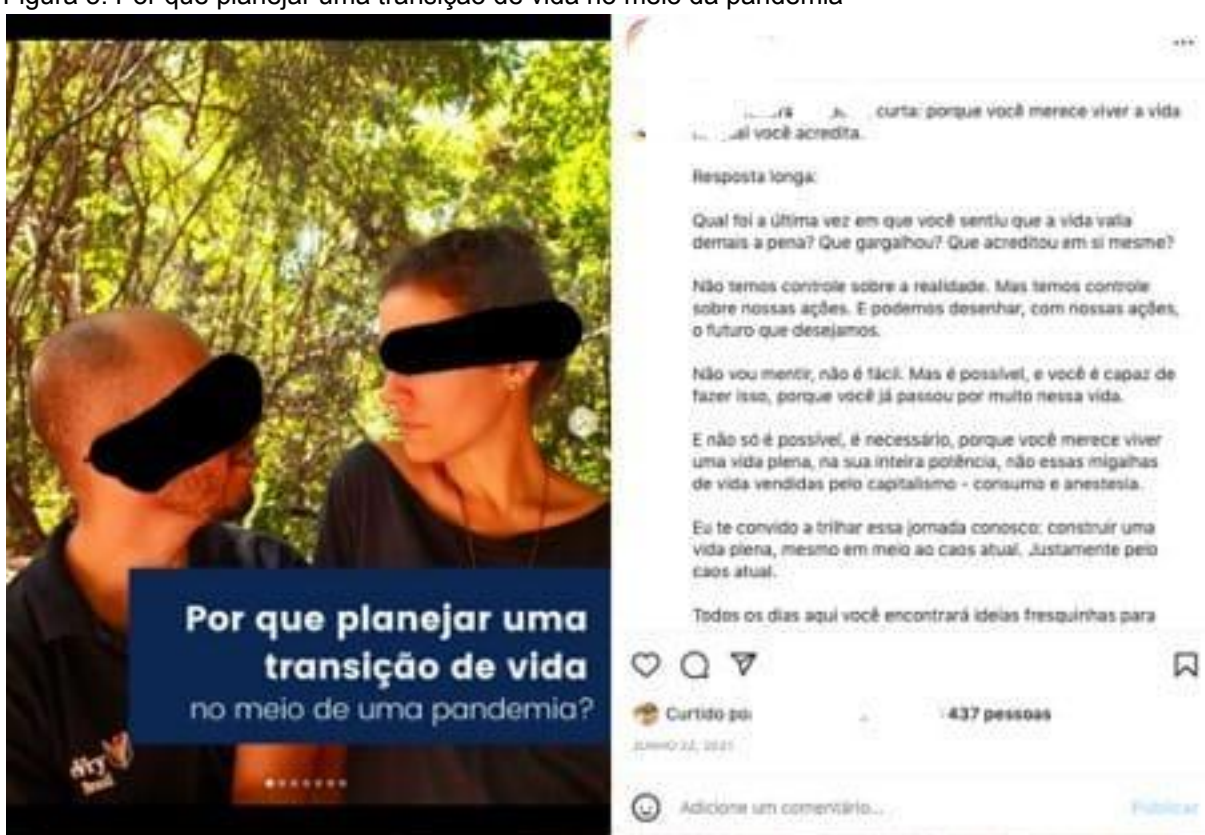 Figura 3: Por que planejar uma transição de vida no meio da pandemia
Por que planejar uma
transição de vida
no meio de uma pandemia?
curta: porque você merece viver a vida
você acredita.
Resposta longa:
Qual foi a última vez em que você sentiu que a vida valia
demais a pena? Que gargalhou? Que acreditou em si mesme?
Não temos controle sobre a realidade. Mas temos controle
sobre nossas ações. E podemos desenhar, com nossas ações,
o futuro que desejamos.
Não vou mentir, não é fácil. Mas é possível, e você é capaz de
fazer isso, porque você já passou por muito nessa vida.
E não só é possível, é necessário, porque você merece viver
uma vida plena, na sua inteira potência, não essas migalhas
de vida vendidas pelo capitalismo - consumo e anestesia.
Eu te convido a trilhar essa jornada conosco: construir uma
vida plena, mesmo em meio ao caos atual. Justamente pelo
caos atual.
Todos os dias aqui você encontrará ideias fresquinhas para
Curtido por 437 pessoas
JUNHO 22, 2021
Adicione um comentário...
Publicar